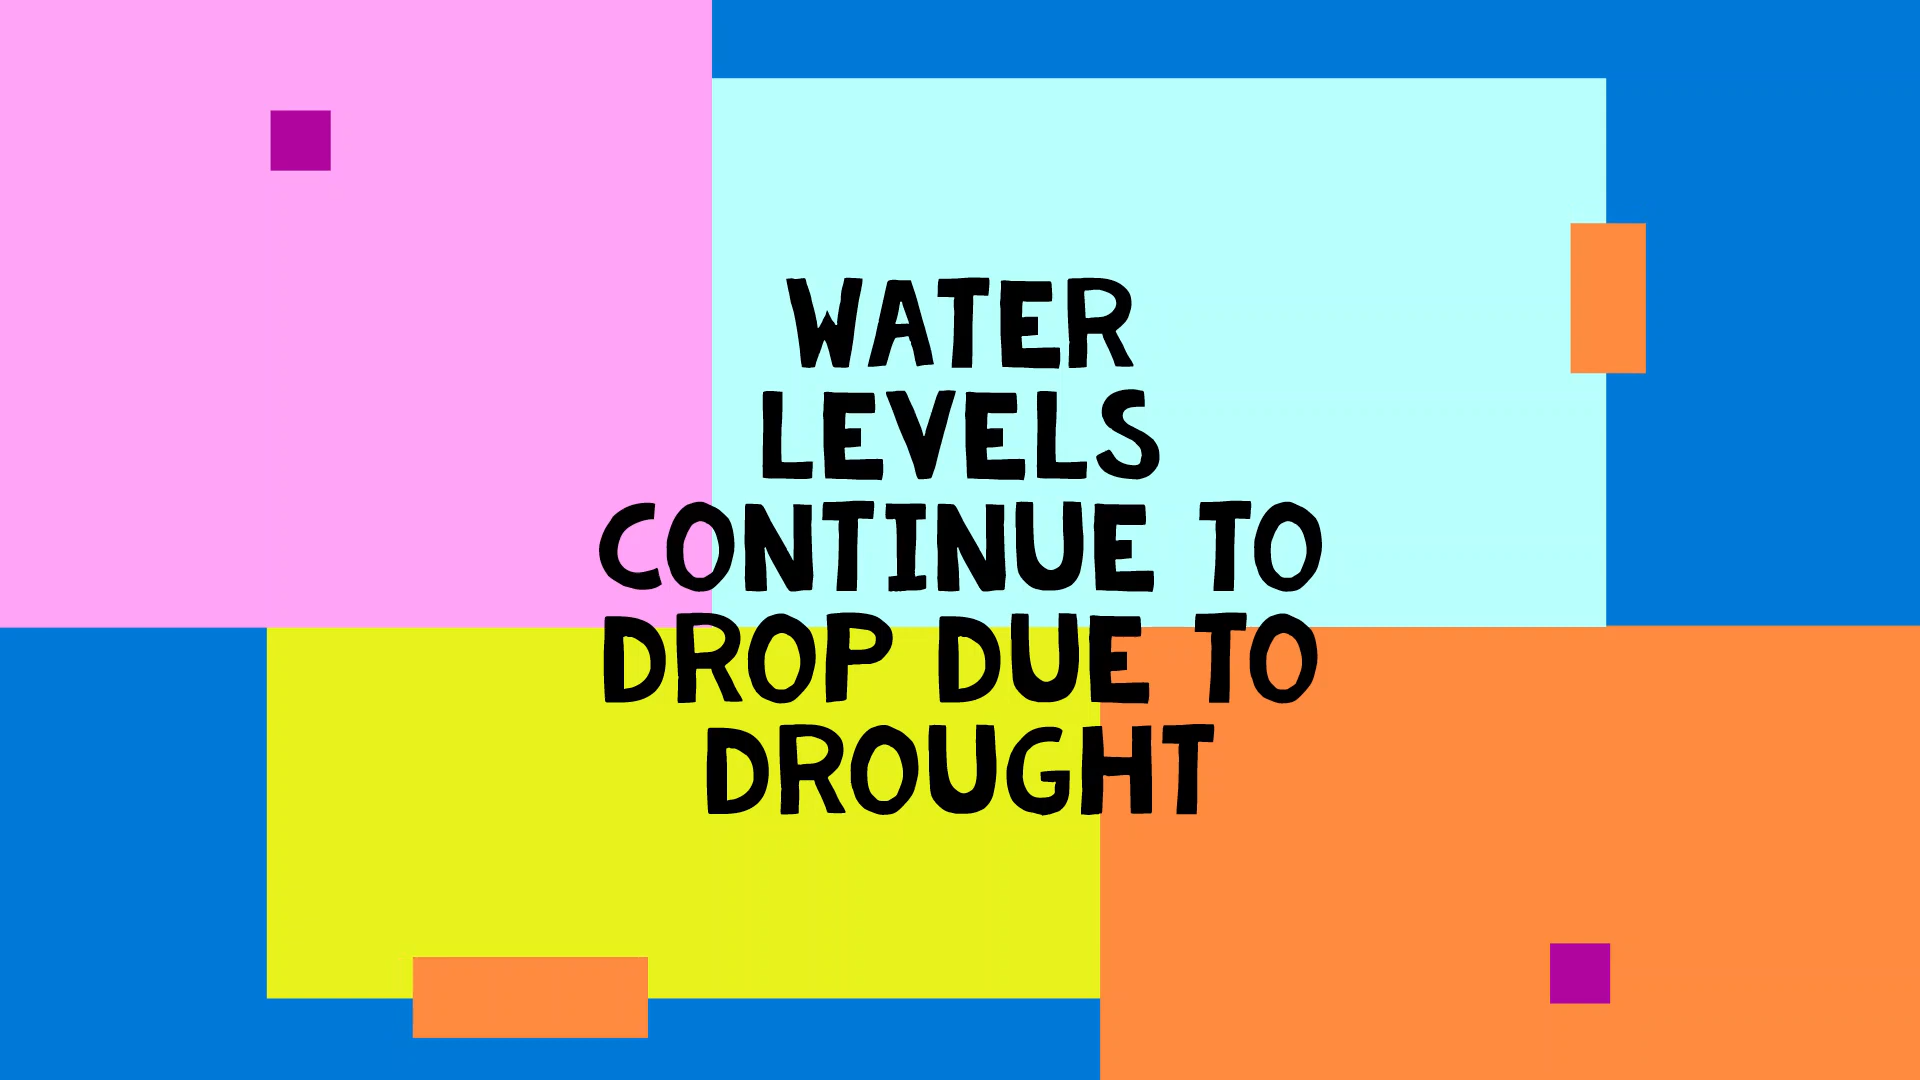 WATER
LEVELS
CONTINUE TO
DROP DUE TO
DROUGHT